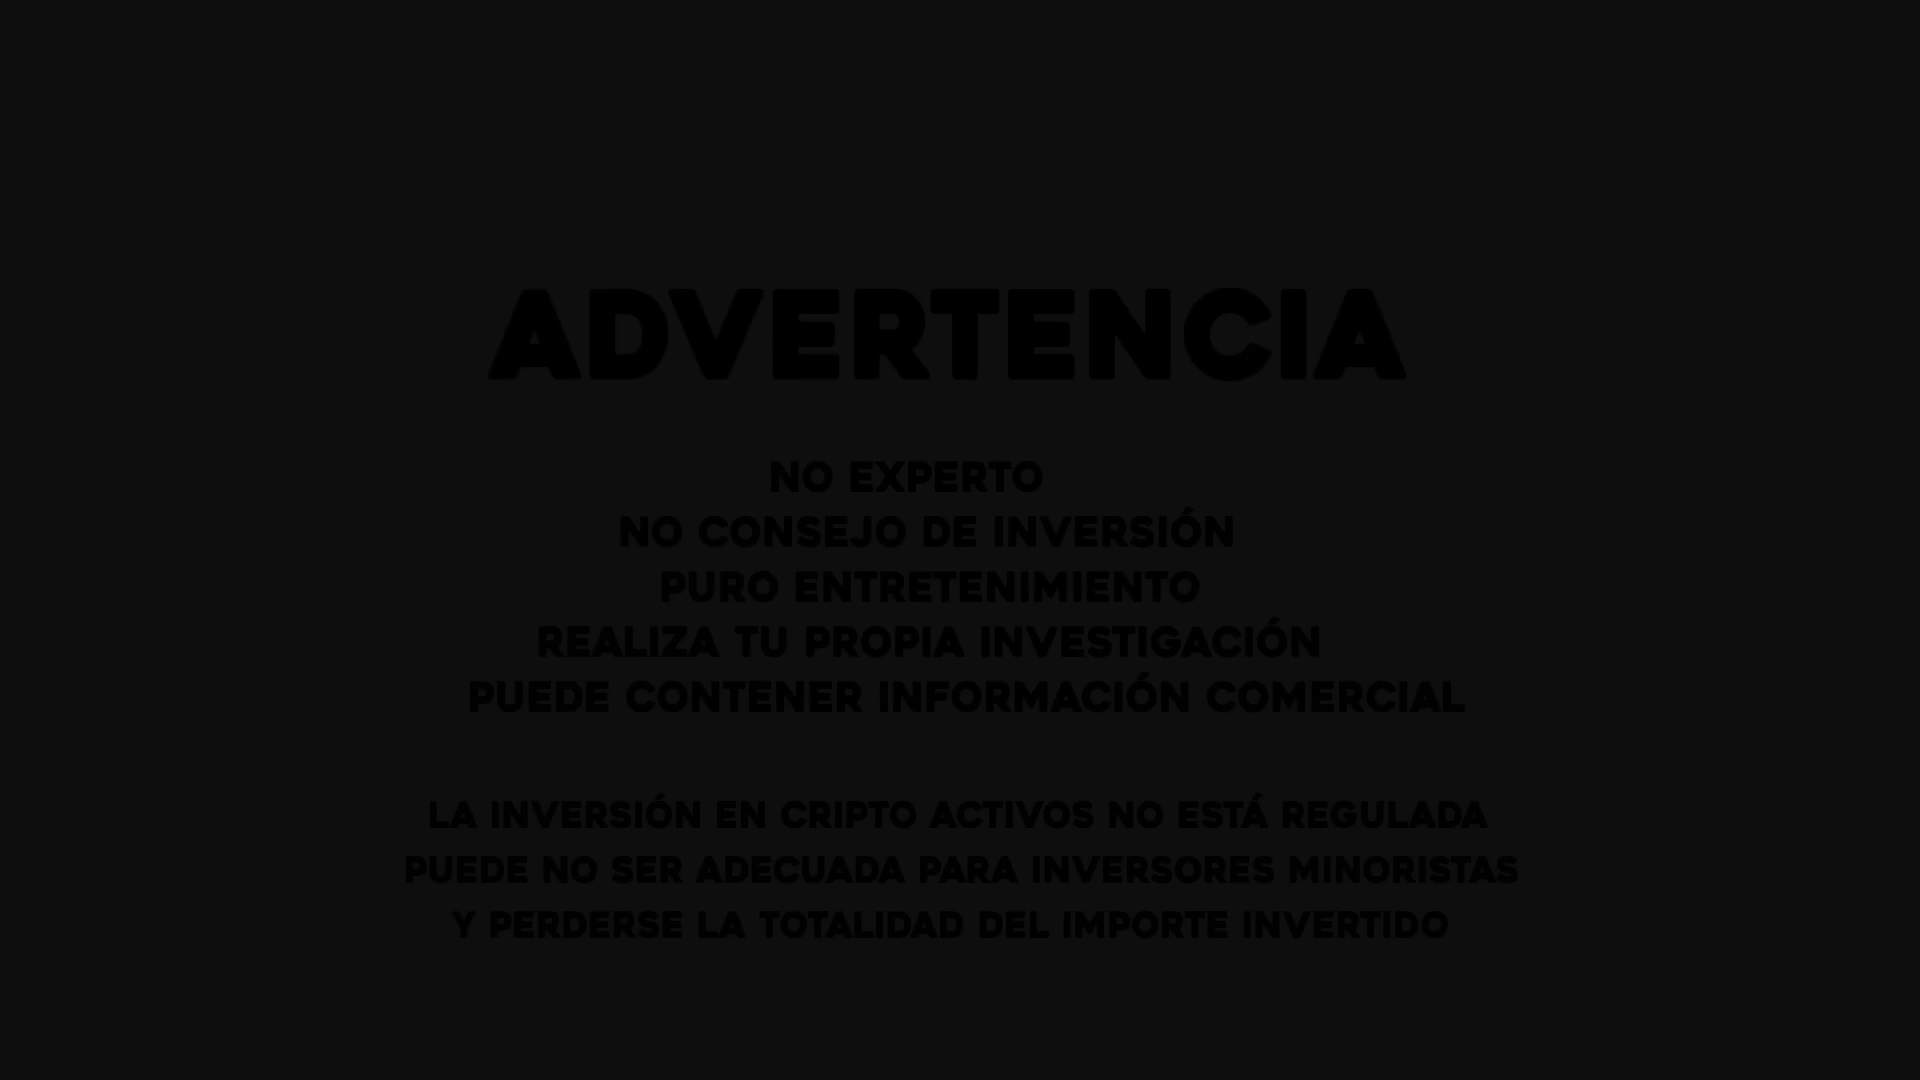 ADVERTENCIA
NO EXPERTO
NO CONSEJO DE INVERSIÓN
PURO ENTRETENIMIENTO
REALIZA TU PROPIA INVESTIGACIÓN
PUEDE CONTENER INFORMACIÓN COMERCIAL
LA INVERSIÓN EN CRIPTO ACTIVOS NO ESTÁ REGULADA
PUEDE NO SER ADECUADA PARA INVERSORES MINORISTAS
Y PERDERSE LA TOTALIDAD DEL IMPORTE INVERTIDO